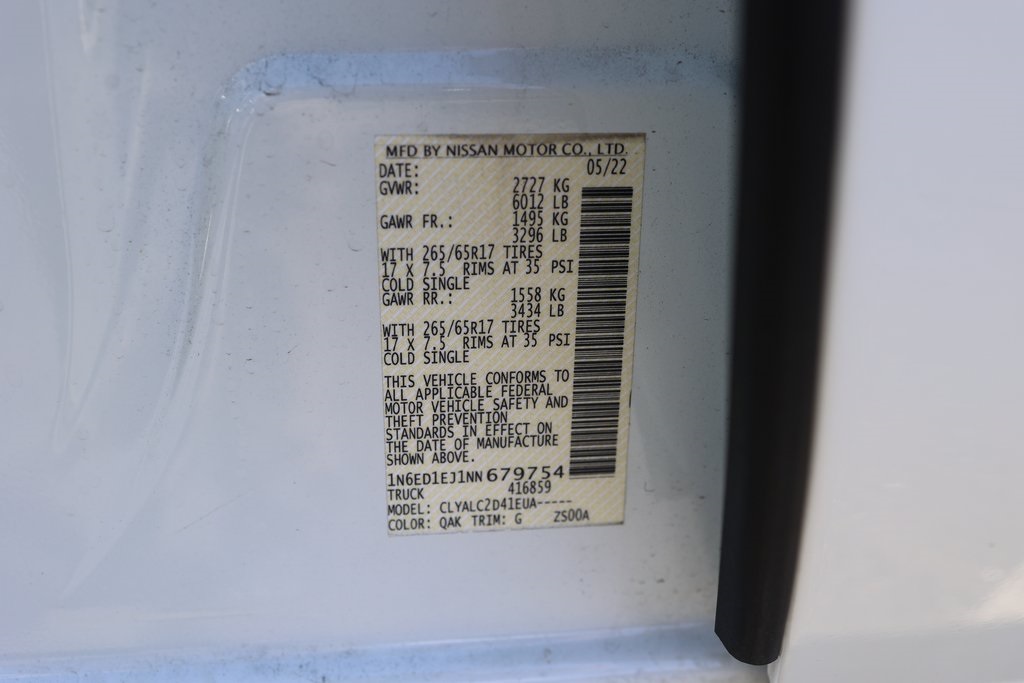 MFD BY NISSAN MOTOR CO., LTD.
DATE: 05/22
GVWR: 2727 KG
6012 LB
GAWR FR.: 1495 KG
3296 LB
WITH 265/65R17 TIRES
17 X 7.5 RIMS AT 35 PSI
COLD SINGLE
GAWR RR.: 1558 KG
3434 LB
WITH 265/65R17 TIRES
17 X 7.5 RIMS AT 35 PSI
COLD SINGLE
THIS VEHICLE CONFORMS TO
ALL APPLICABLE FEDERAL
MOTOR VEHICLE SAFETY AND
THEFT PREVENTION
STANDARDS IN EFFECT ON
THE DATE OF MANUFACTURE
SHOWN ABOVE.
1N6ED1EJ1NN679754
TRUCK 416859
MODEL: CLYALC2D41EUA-----
COLOR: QAK TRIM: G ZS00A